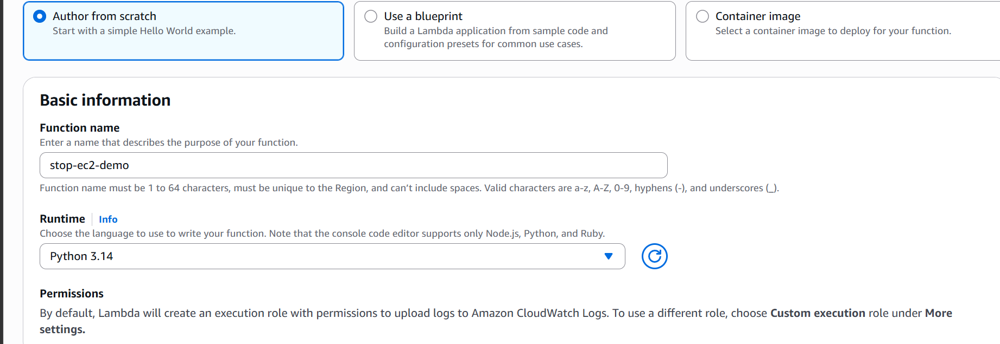 Author from scratch
Start with a simple Hello World example.
Use a blueprint
Build a Lambda application from sample code and
configuration presets for common use cases.
Container image
Select a container image to deploy for your function.
Basic information
Function name
Enter a name that describes the purpose of your function.
stop-ec2-demo
Function name must be 1 to 64 characters, must be unique to the Region, and can’t include spaces. Valid characters are a-z, A-Z, 0-9, hyphens (-), and underscores (_).
Runtime Info
Choose the language to use to write your function. Note that the console code editor supports only Node.js, Python, and Ruby.
Python 3.14
Permissions
By default, Lambda will create an execution role with permissions to upload logs to Amazon CloudWatch Logs. To use a different role, choose Custom execution role under More
settings.